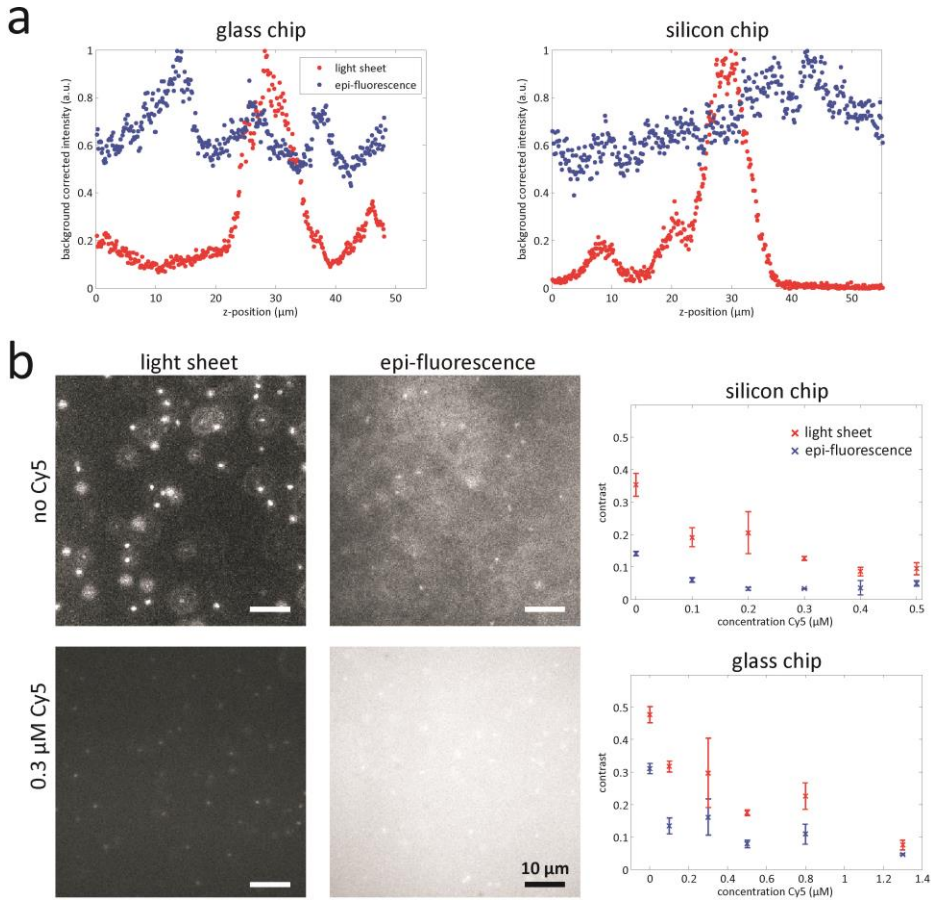 a
glass chip
background corrected intensity (a.u.)
1
0.8
0.6
0.4
0.2
0
0 10 20 30 40 50
z-position (μm)
light sheet
epi-fluorescence
silicon chip
background corrected intensity (a.u.)
1
0.8
0.6
0.4
0.2
0
0 10 20 30 40 50
z-position (μm)
b
light sheet
epi-fluorescence
no Cy5
0.3 μM Cy5
10 μm
silicon chip
contrast
0.5
0.4
0.3
0.2
0.1
0
0 0.1 0.2 0.3 0.4 0.5
concentration Cy5 (μM)
light sheet
epi-fluorescence
glass chip
contrast
0.5
0.4
0.3
0.2
0.1
0
0 0.2 0.4 0.6 0.8 1.0 1.2 1.4
concentration Cy5 (μM)